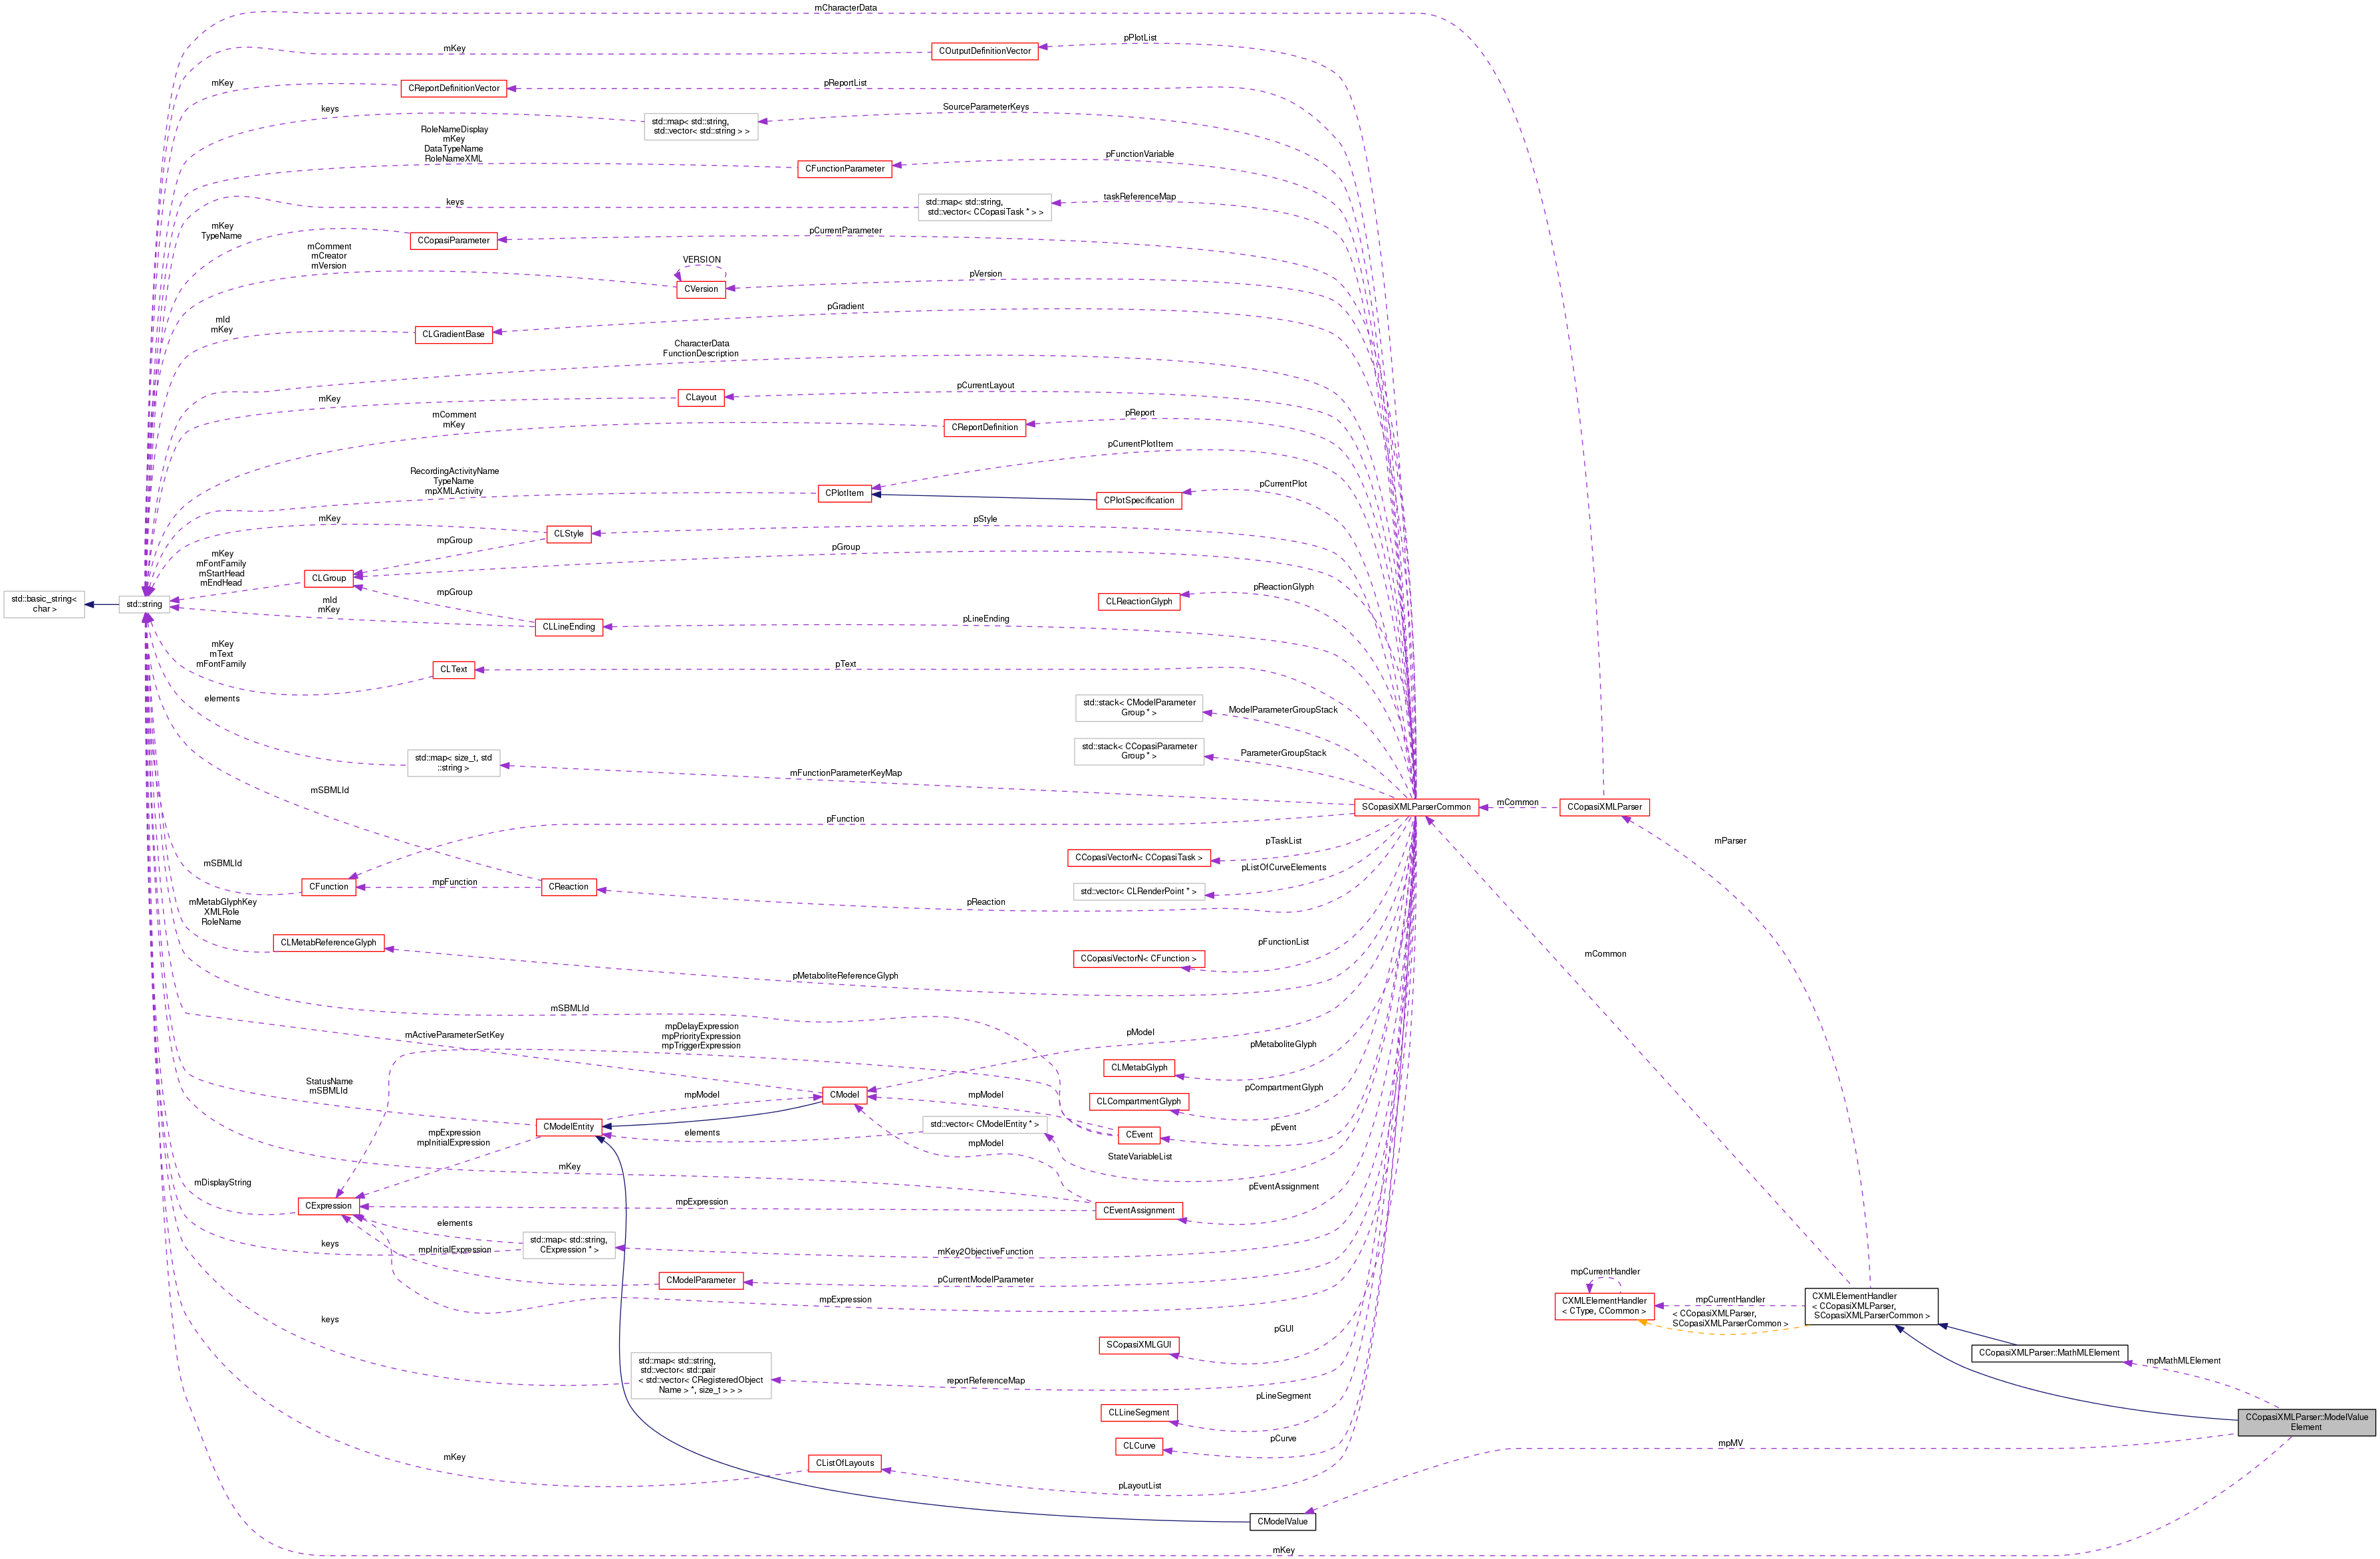 mCharacterData
pPlotList
mKey
COutputDefinitionVector
pReportList
mKey
CReportDefinitionVector
SourceParameterKeys
keys
std::map< std::string,
std::vector< std::string > >
RoleNameDisplay
mKey
DataTypeName
RoleNameXML
pFunctionVariable
CFunctionParameter
taskReferenceMap
keys
std::map< std::string,
std::vector< CCopasiTask * > >
mKey
TypeName
pCurrentParameter
CCopasiParameter
mComment
mCreator
mVersion
VERSION
pVersion
CVersion
pGradient
mId
mKey
CLGradientBase
CharacterData
FunctionDescription
pCurrentLayout
mKey
CLayout
mComment
mKey
pReport
CReportDefinition
pCurrentPlotItem
RecordingActivityName
TypeName
mpXMLActivity
pCurrentPlot
CPlotItem
CPlotSpecification
mKey
pStyle
CLStyle
mpGroup
pGroup
mKey
mFontFamily
mStartHead
mEndHead
CLGroup
pReactionGlyph
mpGroup
CLReactionGlyph
std::basic_string<
char >
std::string
mId
mKey
CLLineEnding
pLineEnding
mKey
mText
mFontFamily
CLText
pText
elements
std::stack< CModelParameter
Group * >
ModelParameterGroupStack
std::stack< CCopasiParameter
Group * >
ParameterGroupStack
std::map< size_t, std
::string >
mFunctionParameterKeyMap
mSBMLId
SCopasiXMLParserCommon
mCommon
CCopasiXMLParser
pFunction
pTaskList
mParser
CCopasiVectorN< CCopasiTask >
mSBMLId
pListOfCurveElements
CFunction
mpFunction
CReaction
std::vector< CLRenderPoint * >
mMetabGlyphKey
XMLRole
RoleName
pReaction
CLMetabReferenceGlyph
pFunctionList
CCopasiVectorN< CFunction >
mCommon
pMetaboliteReferenceGlyph
mSBMLId
mActiveParameterSetKey
mpDelayExpression
mpPriorityExpression
mpTriggerExpression
pModel
pMetaboliteGlyph
CLMetabGlyph
StatusName
mSBMLId
mpModel
CModel
mpModel
pCompartmentGlyph
CLCompartmentGlyph
CModelEntity
elements
std::vector< CModelEntity * >
CEvent
pEvent
mpExpression
mpInitialExpression
mpModel
StateVariableList
mKey
mDisplayString
pEventAssignment
CExpression
mpExpression
CEventAssignment
elements
std::map< std::string,
CExpression * >
keys
mpInitialExpression
mKey2ObjectiveFunction
CModelParameter
pCurrentModelParameter
mpExpression
mpCurrentHandler
CXMLElementHandler
< CType, CCommon >
mpCurrentHandler
< CCopasiXMLParser,
SCopasiXMLParserCommon >
CXMLElementHandler
< CCopasiXMLParser,
SCopasiXMLParserCommon >
keys
pGUI
SCopasiXMLGUI
CCopasiXMLParser::MathMLElement
mpMathMLElement
std::map< std::string,
std::vector< std::pair
< std::vector< CRegisteredObject
Name > *, size_t > > >
reportReferenceMap
pLineSegment
CLLineSegment
CCopasiXMLParser::ModelValue
Element
pCurve
CLCurve
mpMV
mKey
CListOfLayouts
pLayoutList
CModelValue
mKey